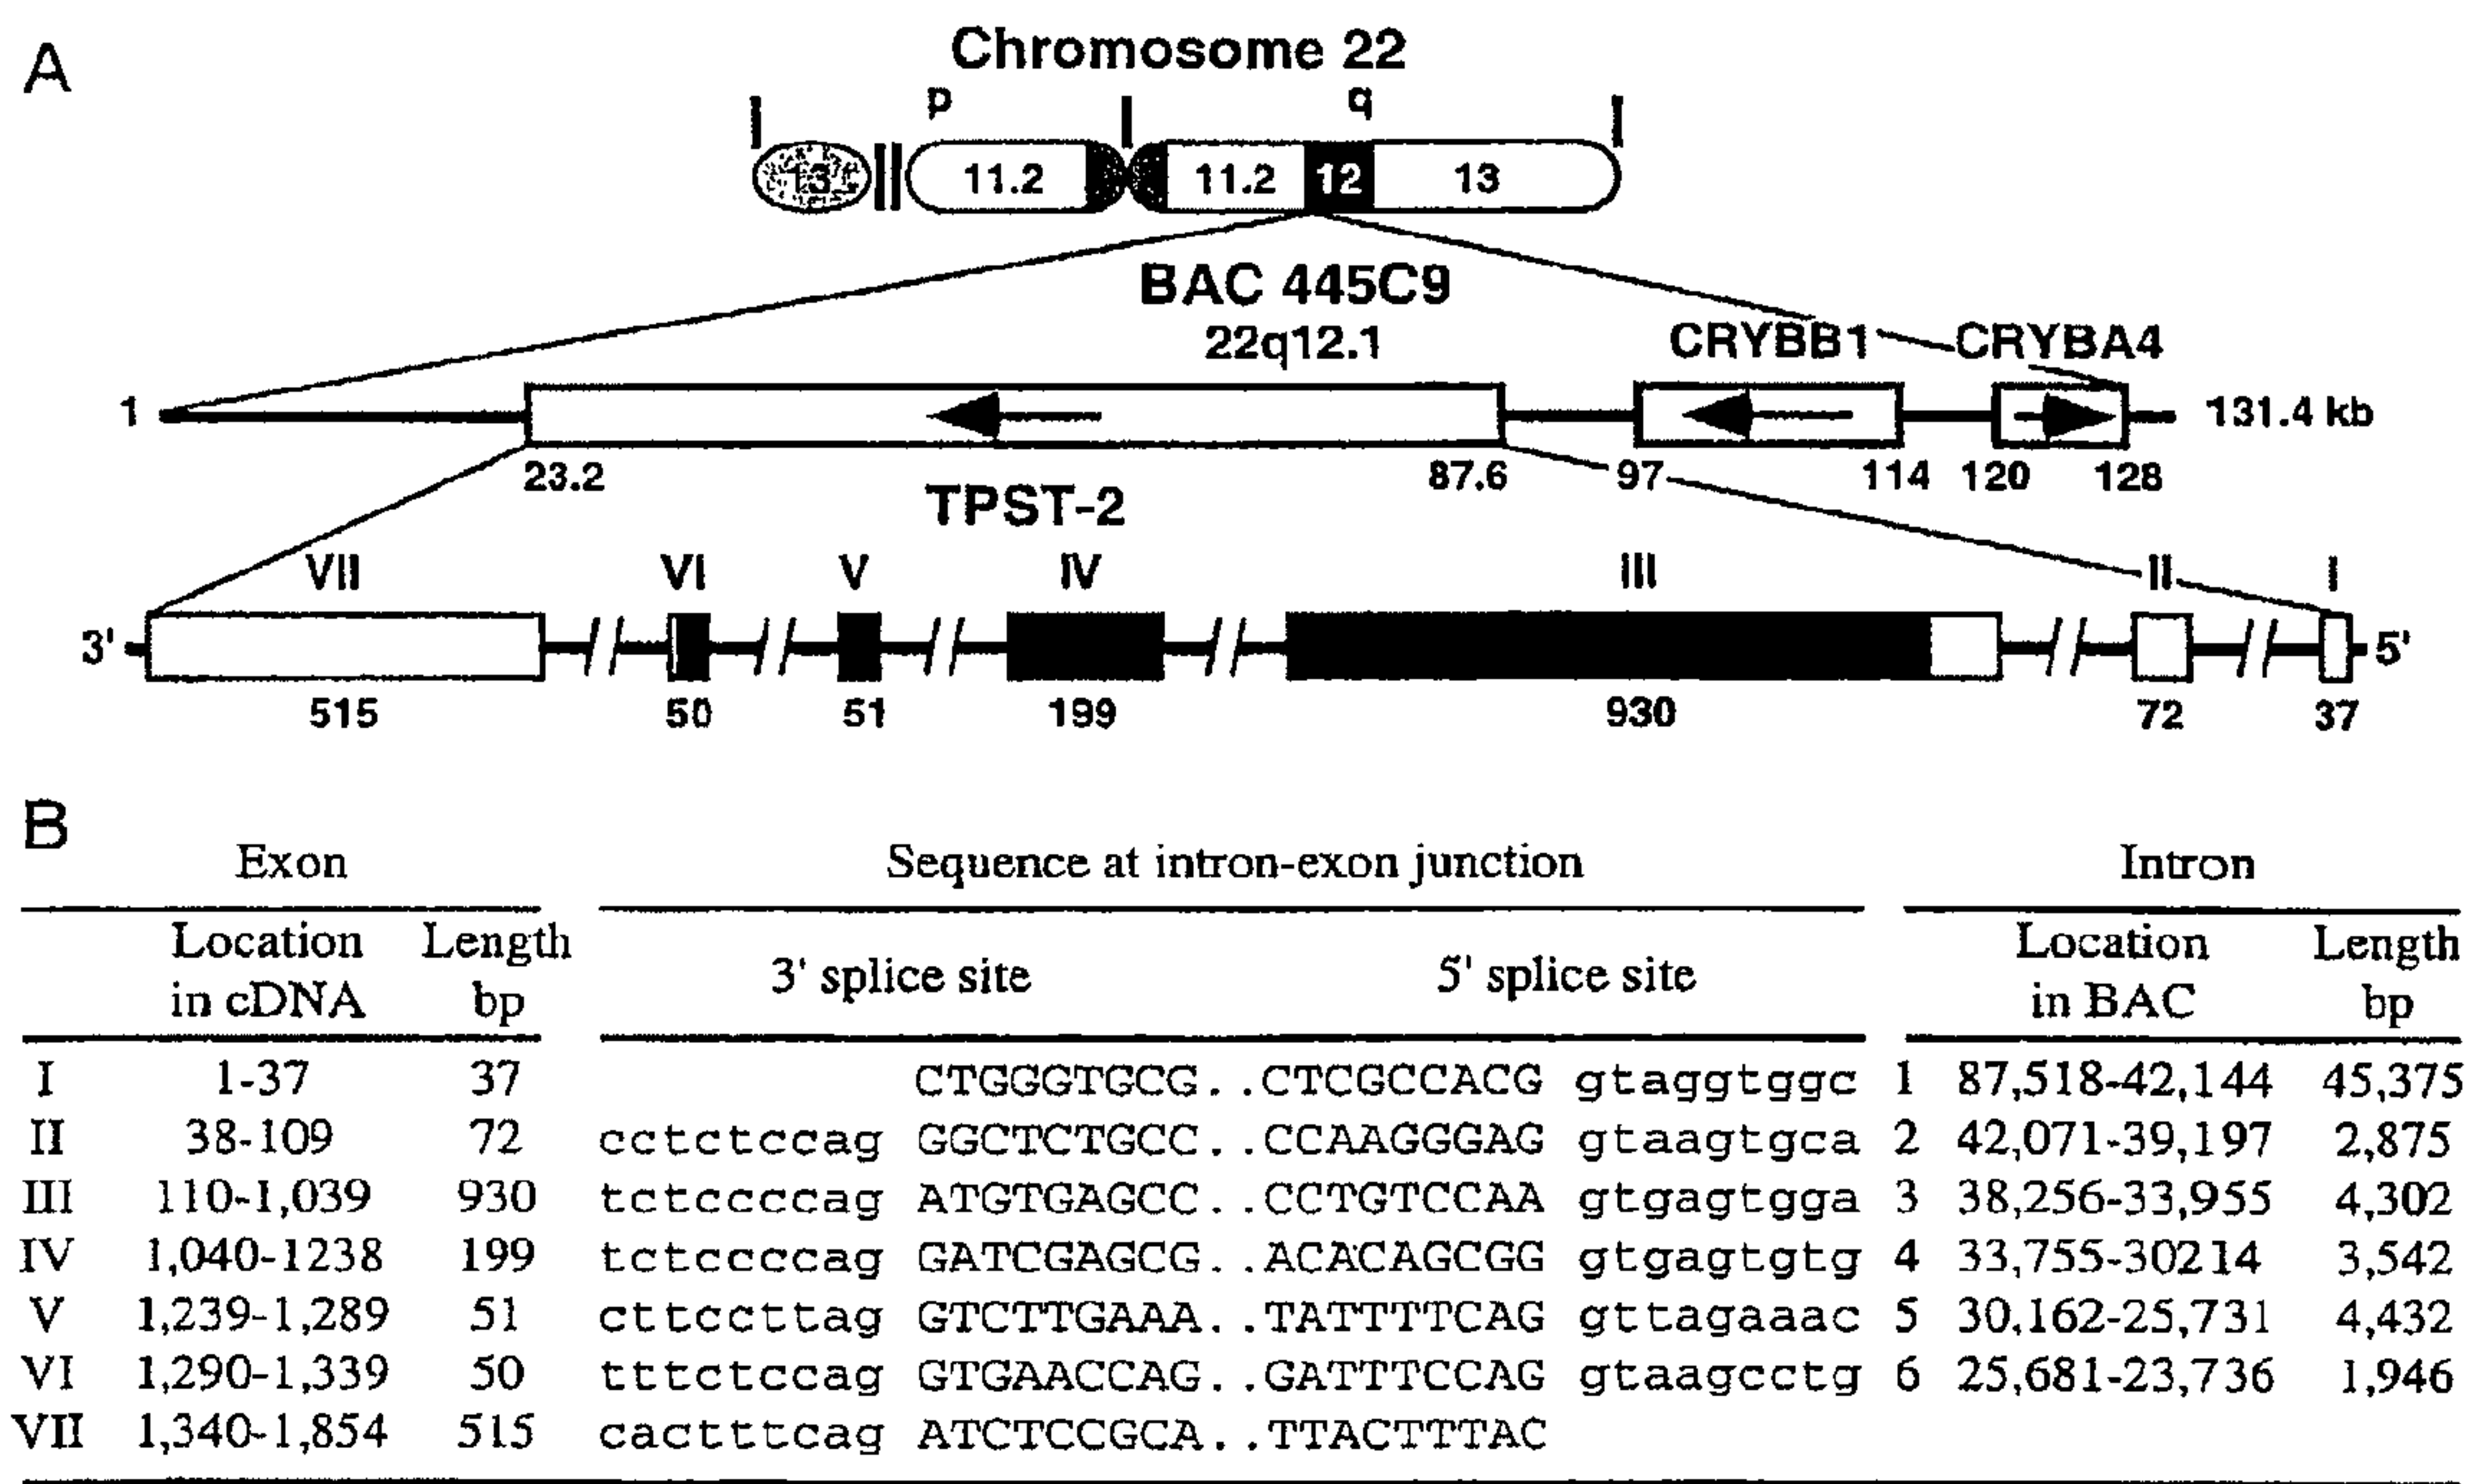 A
Chromosome 22
p q
13 11.2 11.2 12 13
BAC 445C9
22q12.1
CRYBB1 CRYBA4
1 131.4 kb
23.2 87.6 97 114 120 128
TPST-2
VII VI V IV III II I
3' 5'
515 50 51 199 930 72 37
B
Exon Sequence at intron-exon junction Intron
Location in cDNA Length bp 3' splice site 5' splice site Location in BAC Length bp
I 1-37 37 CTGGGTGCG..CTCGCCACG gtaggtggc 1 87,518-42,144 45,375
II 38-109 72 cctctccag GGCTCTGCC..CCAAGGGAG gtaagtgca 2 42,071-39,197 2,875
III 110-1,039 930 tctccccag ATGTGAGCC..CCTGTCCAA gtgagtgga 3 38,256-33,955 4,302
IV 1,040-1238 199 tctccccag GATCGAGCG..ACACAGCGG gtgagtgtg 4 33,755-30214 3,542
V 1,239-1,289 51 cttccttag GTCTTGAAA..TATTTTCAG gttagaaac 5 30,162-25,731 4,432
VI 1,290-1,339 50 tttctccag GTGAACCAG..GATTTCCAG gtaagcctg 6 25,681-23,736 1,946
VII 1,340-1,854 515 cactttcag ATCTCCGCA..TTACTTTAC